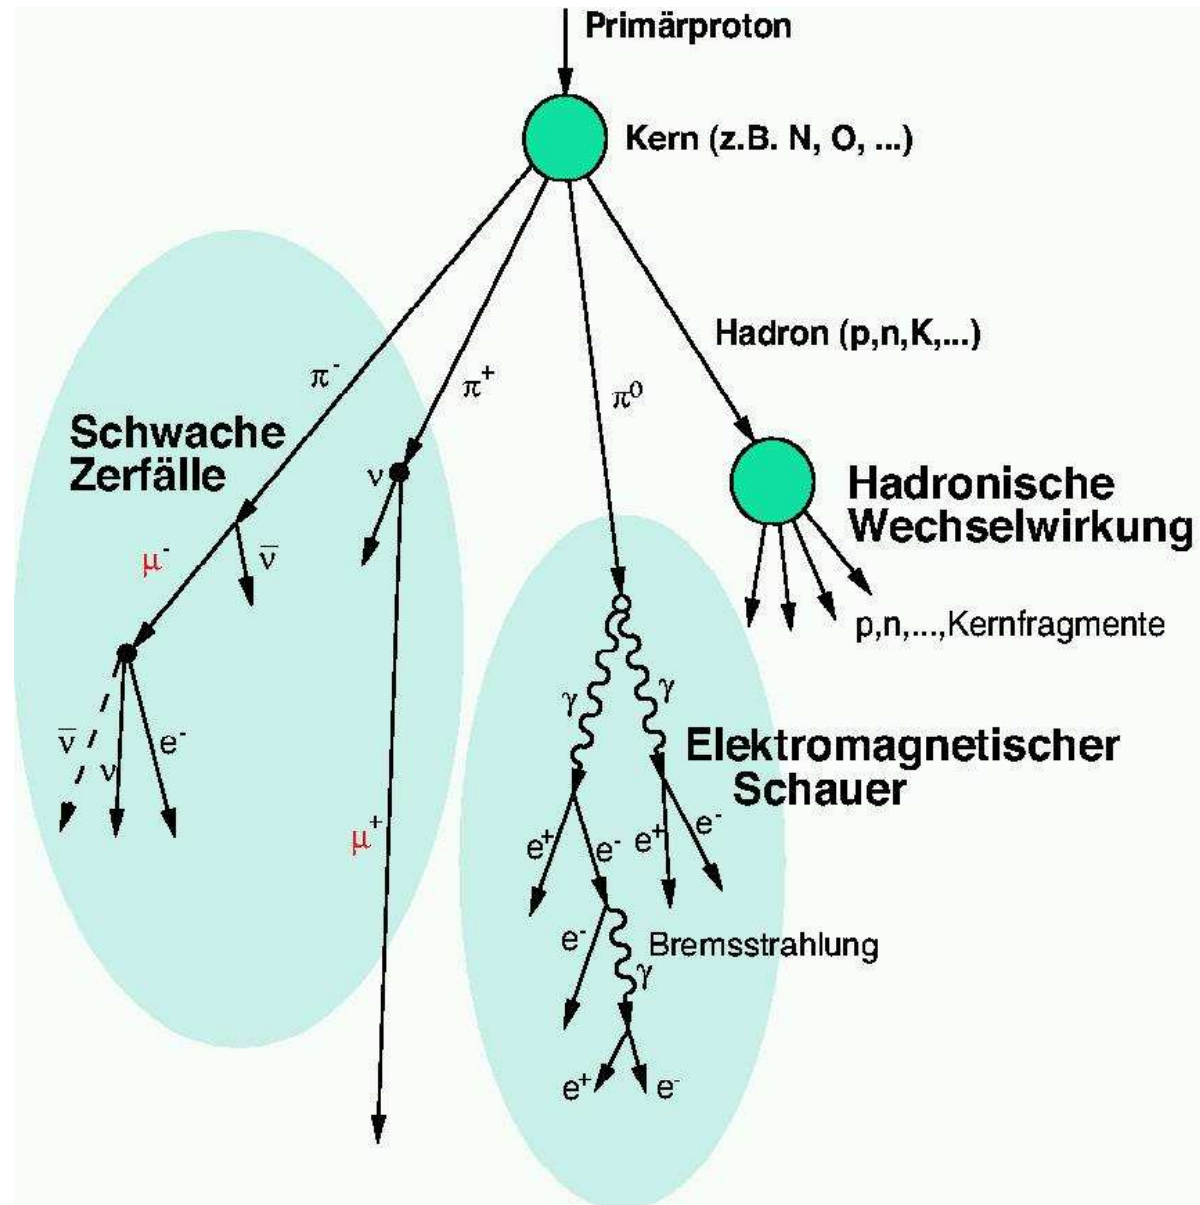 Primärproton
Kern (z.B. N, O, ...)
Hadron (p,n,K,...)
π⁻
π⁺
π⁰
Schwache
Zerfälle
ν
Hadronische
Wechselwirkung
μ⁻
ν̅
p,n,...,Kernfragmente
γ
γ
Elektromagnetischer
Schauer
ν̅
ν
e⁻
μ⁺
e⁺
e⁻
e⁺
e⁻
e⁻
Bremsstrahlung
γ
e⁺
e⁻